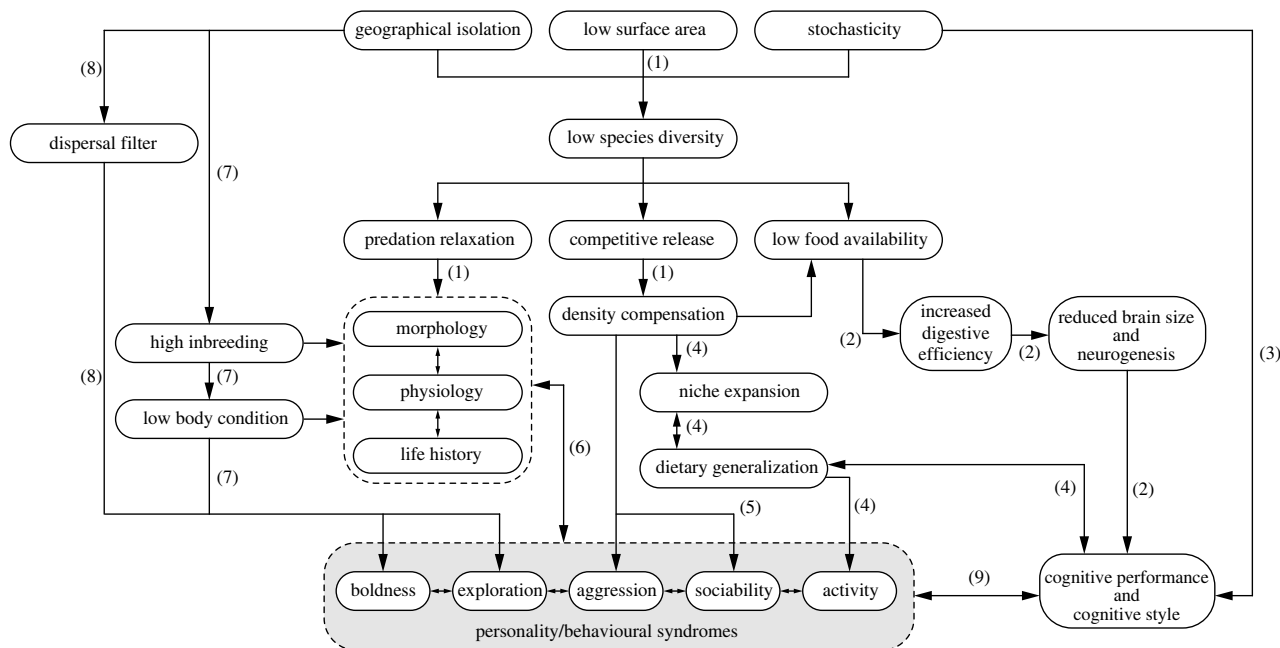 geographical isolation
low surface area
stochasticity
(8)
(1)
dispersal filter
low species diversity
(7)
predation relaxation
competitive release
low food availability
(1)
(1)
density compensation
morphology
high inbreeding
(2)
increased
digestive
efficiency
(2)
reduced brain size
and
neurogenesis
(3)
(4)
(8)
(7)
physiology
niche expansion
low body condition
(4)
(6)
life history
dietary generalization
(7)
(5)
(4)
(4)
(2)
boldness
exploration
aggression
sociability
activity
(9)
cognitive performance
and
cognitive style
personality/behavioural syndromes